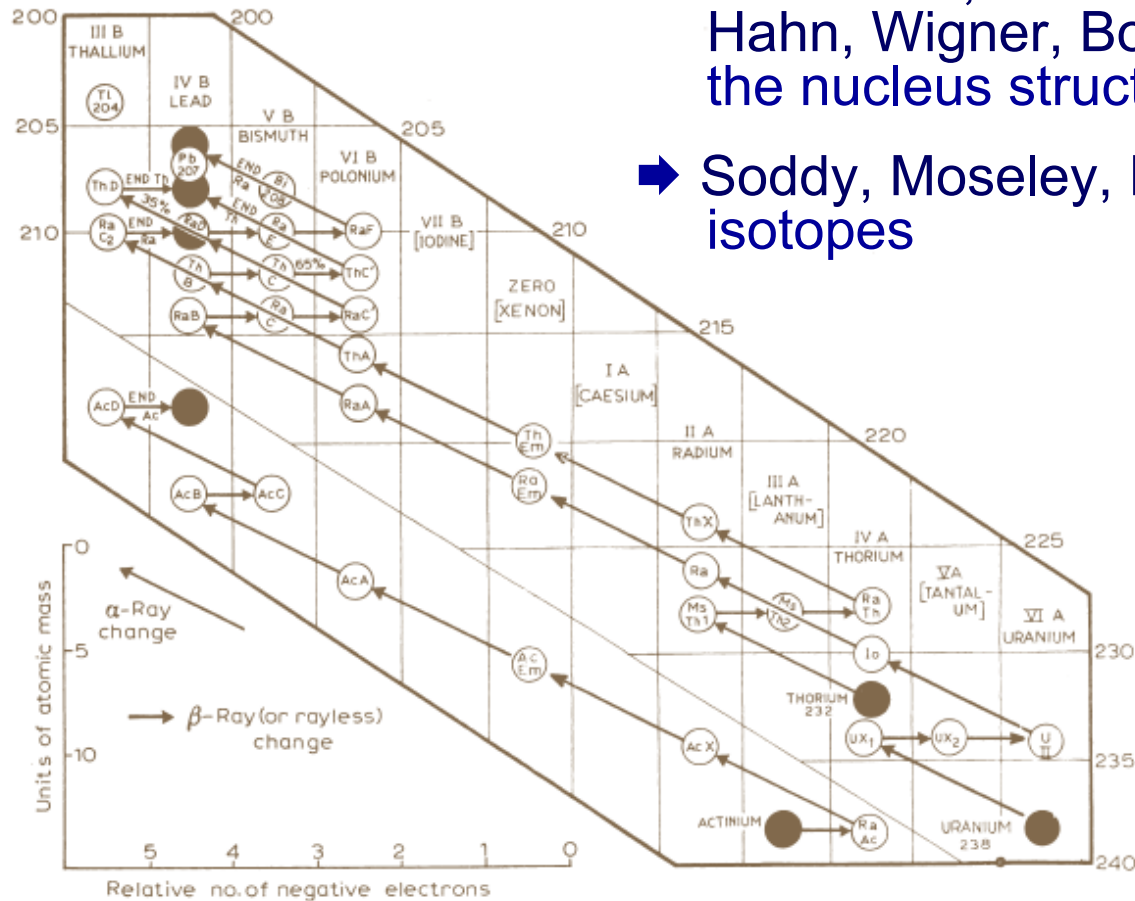 Hahn, Wigner,
the nucleus
➡ Soddy, Moseley,
isotopes
200
200
III B
THALLIUM
IV B
LEAD
V B
BISMUTH
VI B
POLONIUM
VII B
[IODINE]
ZERO
[XENON]
I A
[CAESIUM]
II A
RADIUM
III A
[LANTH-
ANUM]
IV A
THORIUM
VA
[TANTAL-
UM]
VI A
URANIUM
205
205
210
210
215
220
225
230
235
240
Tl
204
Pb
207
END
Ra
Bi
ThD
END Th
35%
Ra
C2
END
Ra
RaD
END
Th
Ra
E
RaF
Th
B
Th
C
65%
ThC'
RaB
Ra
C
RaC'
ThA
RaA
Th
Em
Ra
Em
ThX
Ra
Ms
Th1
Ms
Th2
Ra
Th
Io
THORIUM
232
UX1
UX2
U
II
URANIUM
238
AcD
END
Ac
AcB
AcC
AcA
Ac
Em
AcX
ACTINIUM
Ra
Ac
0
5
10
Units of atomic mass
α-Ray
change
β-Ray (or rayless)
change
5 4 3 2 1 0
Relative no. of negative electrons